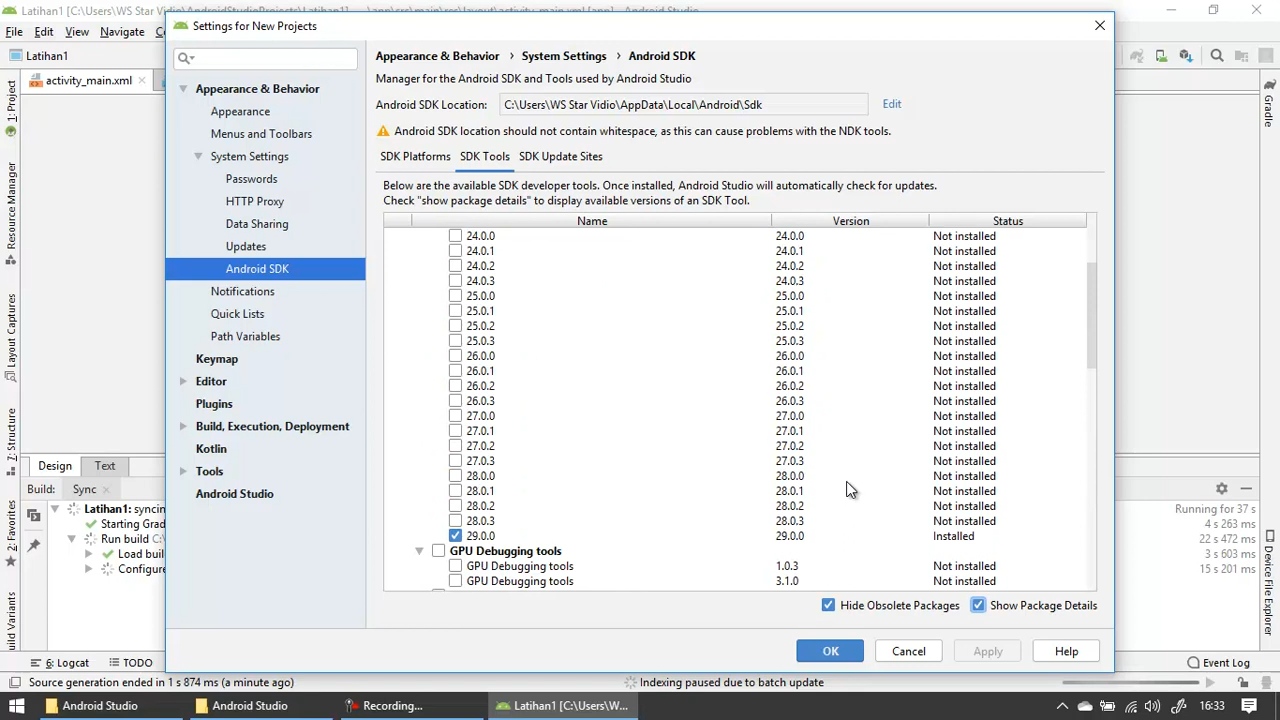 Latihan1 [C:\Users\WS Star Vidio\AndroidStudioProjects\Latihan1] - ...\app\src\main\res\layout\activity_main.xml [app] - Android Studio
Settings for New Projects
File Edit View Navigate
Latihan1
activity_main.xml
Appearance & Behavior
Appearance
Menus and Toolbars
System Settings
Passwords
HTTP Proxy
Data Sharing
Updates
Android SDK
Notifications
Quick Lists
Path Variables
Keymap
Editor
Plugins
Build, Execution, Deployment
Kotlin
Tools
Android Studio
Appearance & Behavior › System Settings › Android SDK
Manager for the Android SDK and Tools used by Android Studio
Android SDK Location: C:\Users\WS Star Vidio\AppData\Local\Android\Sdk Edit
Android SDK location should not contain whitespace, as this can cause problems with the NDK tools.
SDK Platforms SDK Tools SDK Update Sites
Below are the available SDK developer tools. Once installed, Android Studio will automatically check for updates.
Check "show package details" to display available versions of an SDK Tool.
Name Version Status
24.0.0 24.0.0 Not installed
24.0.1 24.0.1 Not installed
24.0.2 24.0.2 Not installed
24.0.3 24.0.3 Not installed
25.0.0 25.0.0 Not installed
25.0.1 25.0.1 Not installed
25.0.2 25.0.2 Not installed
25.0.3 25.0.3 Not installed
26.0.0 26.0.0 Not installed
26.0.1 26.0.1 Not installed
26.0.2 26.0.2 Not installed
26.0.3 26.0.3 Not installed
27.0.0 27.0.0 Not installed
27.0.1 27.0.1 Not installed
27.0.2 27.0.2 Not installed
27.0.3 27.0.3 Not installed
28.0.0 28.0.0 Not installed
28.0.1 28.0.1 Not installed
28.0.2 28.0.2 Not installed
28.0.3 28.0.3 Not installed
29.0.0 29.0.0 Installed
GPU Debugging tools
GPU Debugging tools 1.0.3 Not installed
GPU Debugging tools 3.1.0 Not installed
Hide Obsolete Packages Show Package Details
OK Cancel Apply Help
1: Project
Resource Manager
Layout Captures
Z: Structure
2: Favorites
uild Variants
Gradle
Device File Explorer
Design Text
Build: Sync
Latihan1: syncin
Starting Grad
Run build (C:
Load buil
Configure
Running for 37 s
4 s 263 ms
22 s 472 ms
3 s 603 ms
15 s 201 ms
6: Logcat TODO Event Log
Source generation ended in 1 s 874 ms (a minute ago) Indexing paused due to batch update
Android Studio Android Studio Recording... Latihan1 [C:\Users\W... 16:33